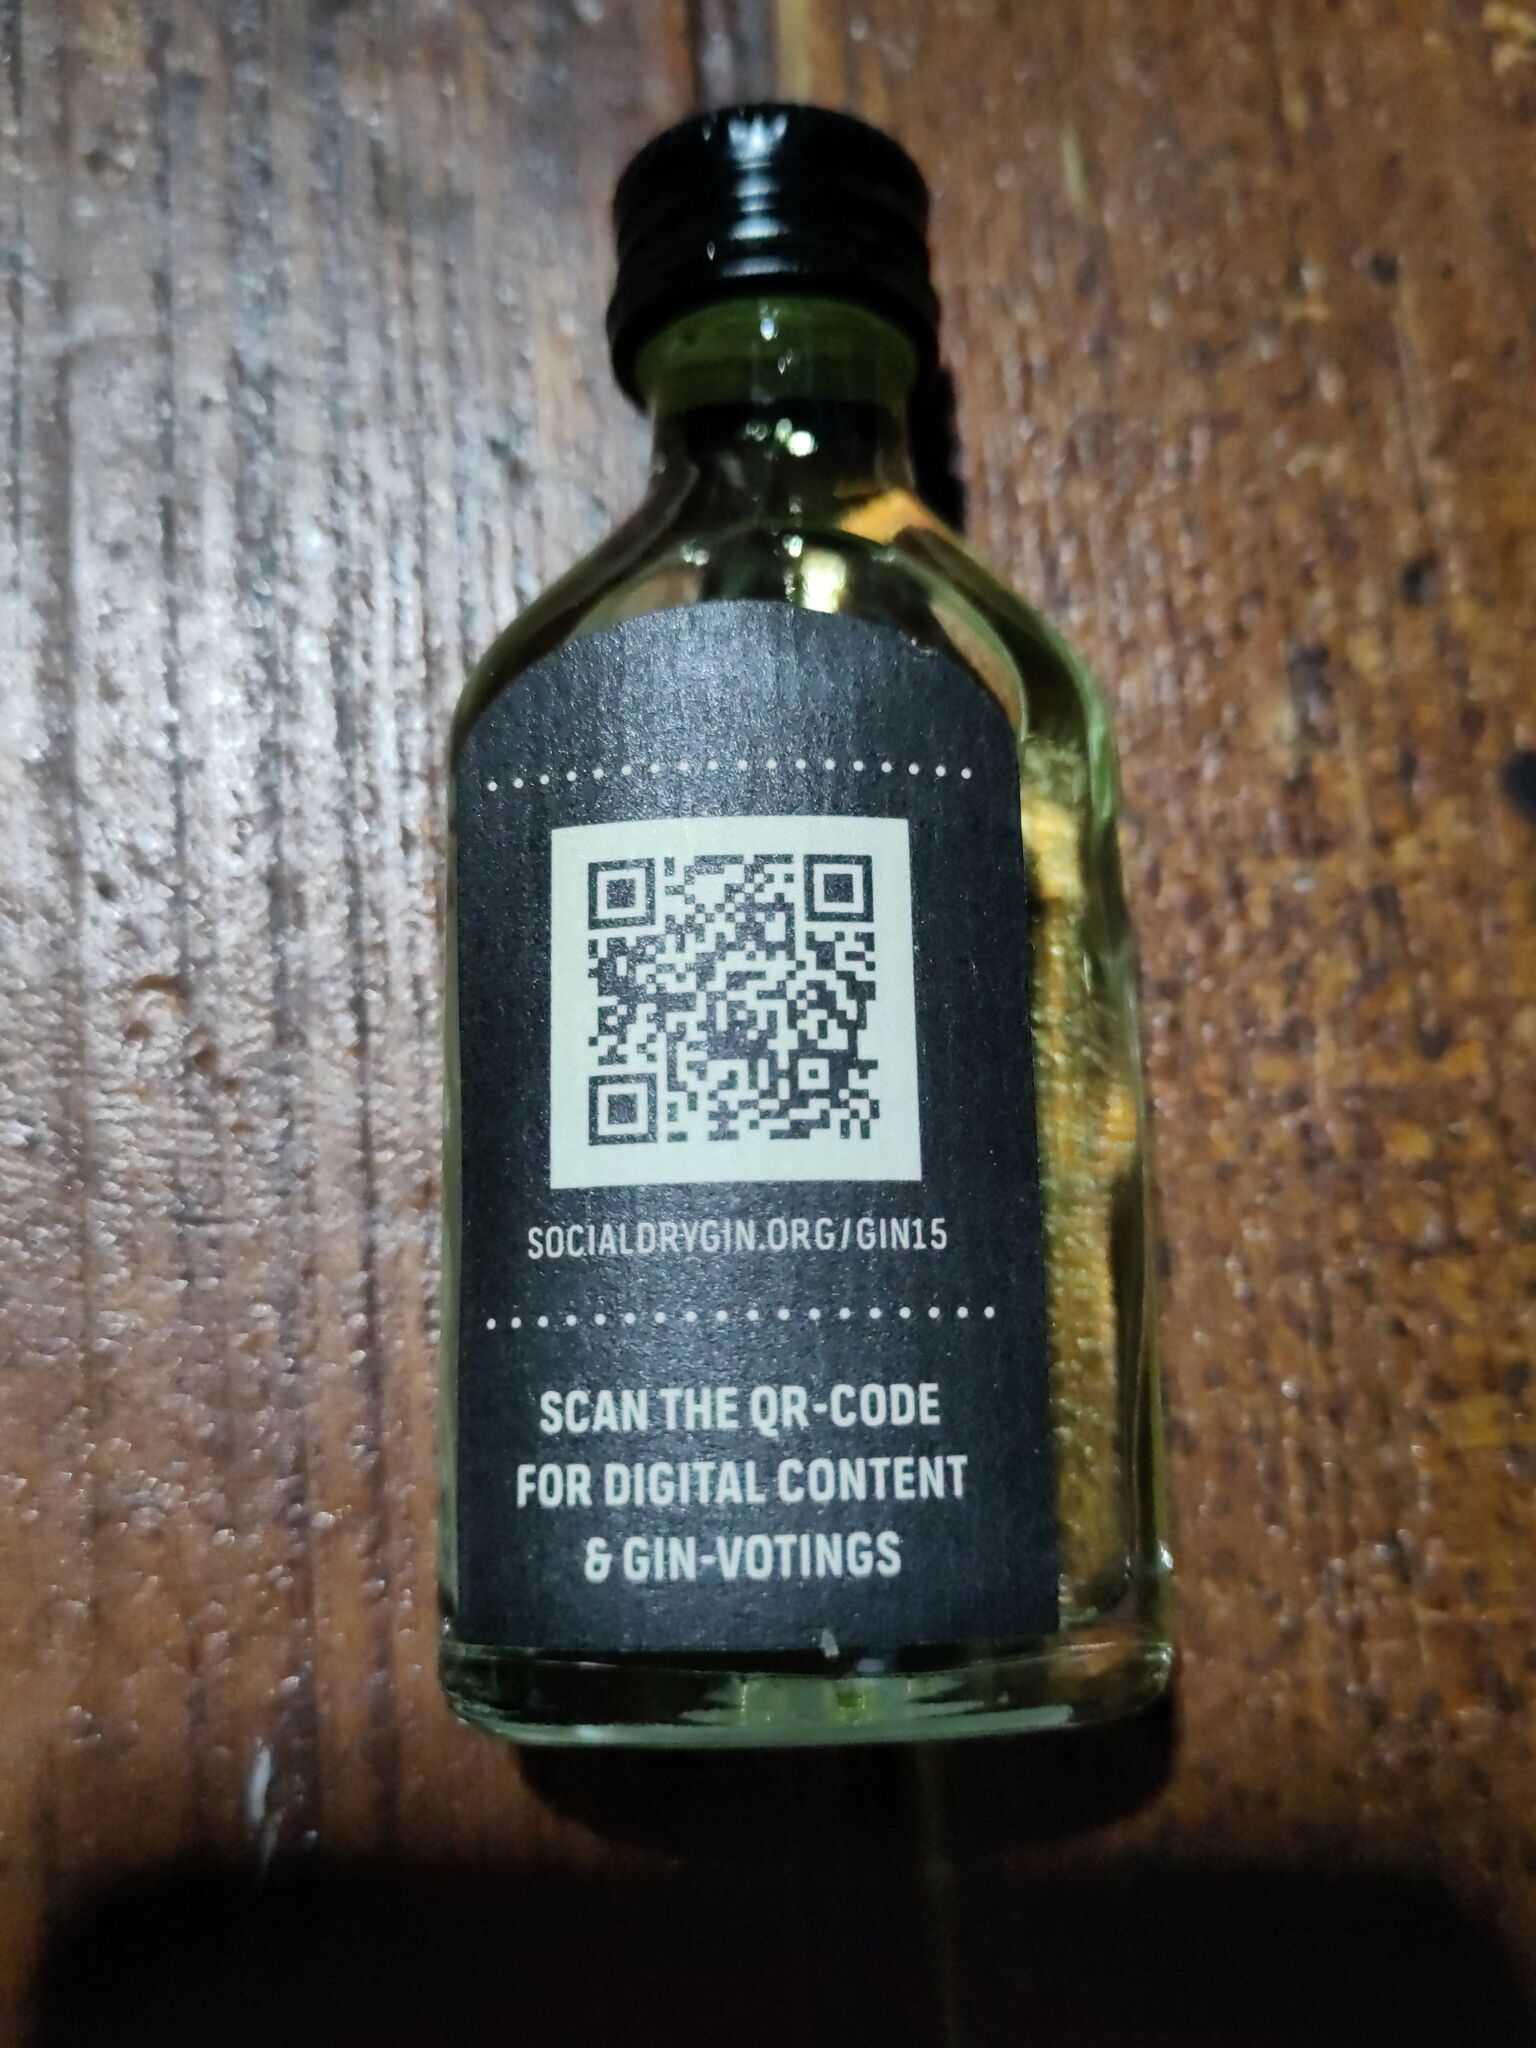 SOCIALDRYGIN.ORG/GIN15
SCAN THE QR-CODE
FOR DIGITAL CONTENT
& GIN-VOTINGS